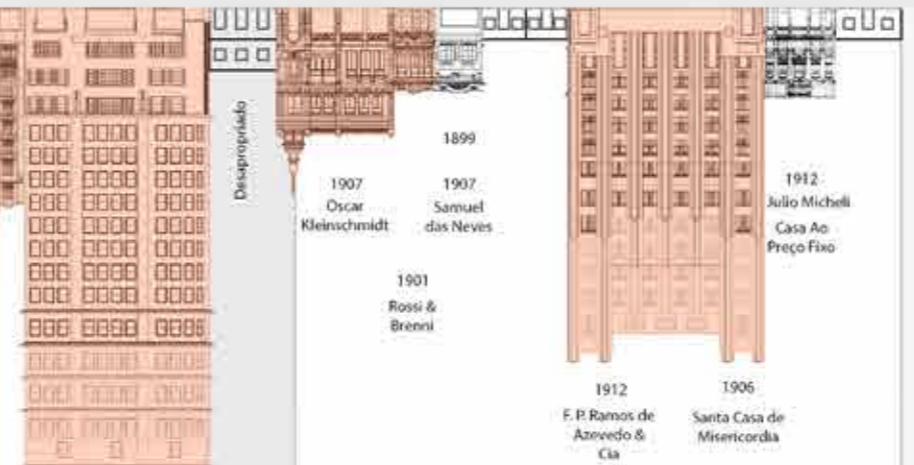 Desapropriado
1907
Oscar
Kleinschmidt
1899
1907
Samuel
das Neves
1901
Rossi &
Brenni
1912
F. P. Ramos de
Azevedo &
Cia
1906
Santa Casa de
Misericordia
1912
Julio Micheli
Casa Ao
Preço Fixo